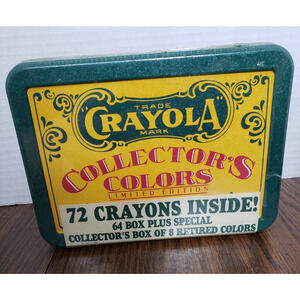 TRADE
CRAYOLA
MARK
COLLECTOR'S
COLORS
LIMITED EDITION
72 CRAYONS INSIDE!
64 BOX PLUS SPECIAL
COLLECTOR'S BOX OF 8 RETIRED COLORS